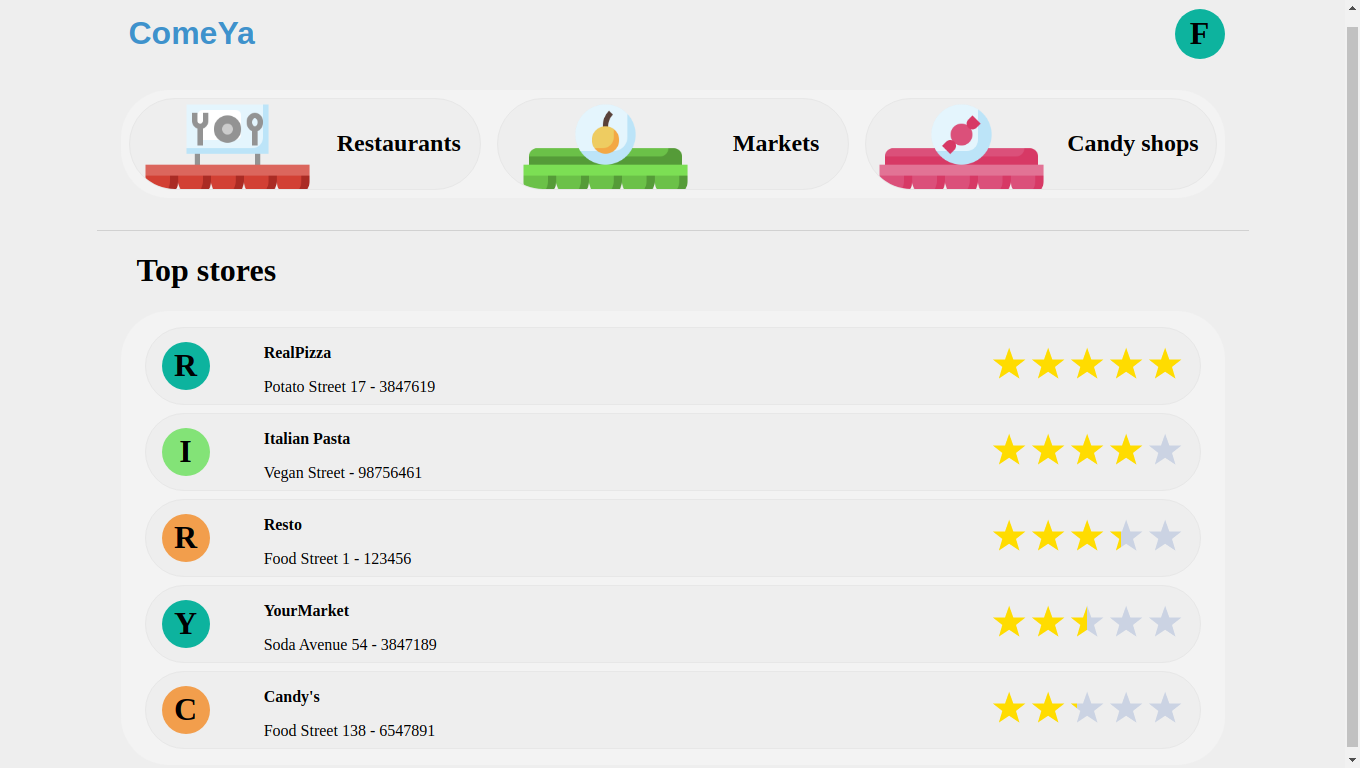 ComeYa
F
Restaurants
Markets
Candy shops
Top stores
R
RealPizza
Potato Street 17 - 3847619
I
Italian Pasta
Vegan Street - 98756461
R
Resto
Food Street 1 - 123456
Y
YourMarket
Soda Avenue 54 - 3847189
C
Candy's
Food Street 138 - 6547891